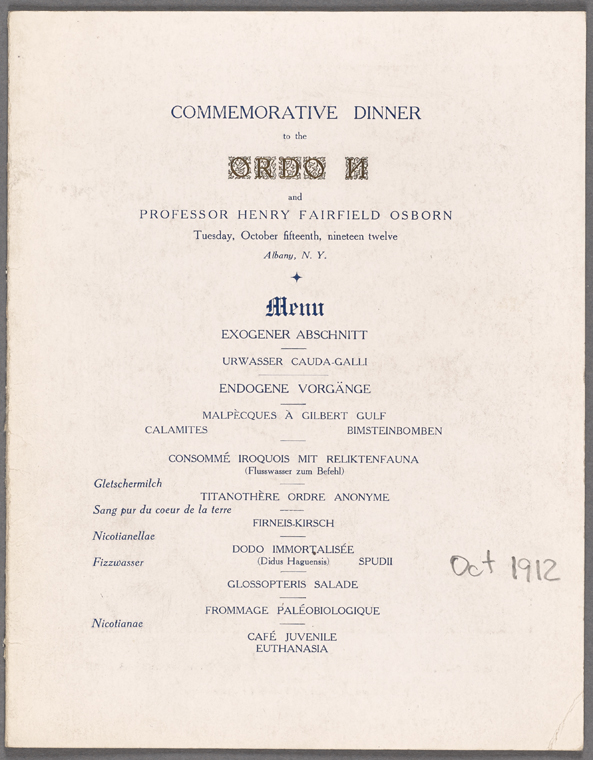 COMMEMORATIVE DINNER
to the
ORDO И
and
PROFESSOR HENRY FAIRFIELD OSBORN
Tuesday, October fifteenth, nineteen twelve
Albany, N. Y.
Menu
EXOGENER ABSCHNITT
URWASSER CAUDA-GALLI
ENDOGENE VORGÄNGE
MALPÈCQUES À GILBERT GULF
CALAMITES BIMSTEINBOMBEN
CONSOMMÉ IROQUOIS MIT RELIKTENFAUNA
(Flusswasser zum Befehl)
Gletschermilch
TITANOTHÈRE ORDRE ANONYME
Sang pur du coeur de la terre
FIRNEIS-KIRSCH
Nicotianellae
DODO IMMORTALISÉE
Fizzwasser (Didus Haguensis) SPUDII
GLOSSOPTERIS SALADE
FROMMAGE PALÉOBIOLOGIQUE
Nicotianae
CAFÉ JUVENILE
EUTHANASIA
Oct 1912